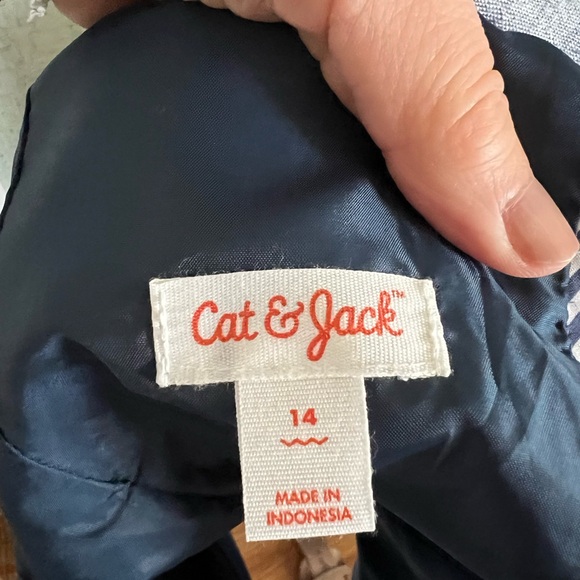 Cat & Jack™
14
MADE IN
INDONESIA